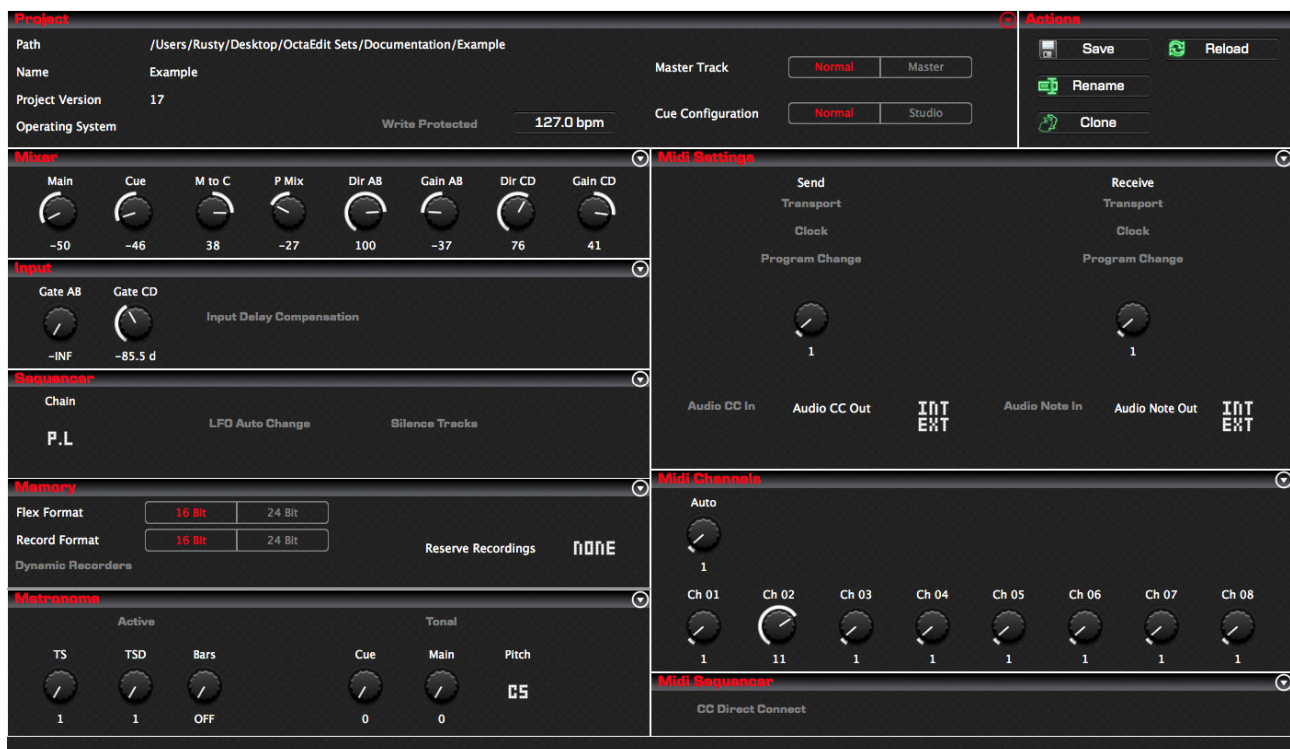 Project
Path /Users/Rusty/Desktop/OctaEdit Sets/Documentation/Example
Name Example
Project Version 17
Operating System Write Protected 127.0 bpm
Master Track Normal Master
Cue Configuration Normal Studio
Actions
Save Reload
Rename
Clone
Mixer
Main Cue M to C P Mix Dir AB Gain AB Dir CD Gain CD
-50 -46 38 -27 100 -37 76 41
Input
Gate AB Gate CD
Input Delay Compensation
-INF -85.5 d
Sequencer
Chain
LFO Auto Change Silence Tracks
P.L
Memory
Flex Format 16 Bit 24 Bit
Record Format 16 Bit 24 Bit
Reserve Recordings NONE
Dynamic Recorders
Metronome
Active Tonal
TS TSD Bars Cue Main Pitch
C5
1 1 OFF 0 0
Midi Settings
Send Receive
Transport Transport
Clock Clock
Program Change Program Change
1 1
Audio CC In Audio CC Out INT EXT Audio Note In Audio Note Out INT EXT
Midi Channels
Auto
1
Ch 01 Ch 02 Ch 03 Ch 04 Ch 05 Ch 06 Ch 07 Ch 08
1 11 1 1 1 1 1 1
Midi Sequencer
CC Direct Connect